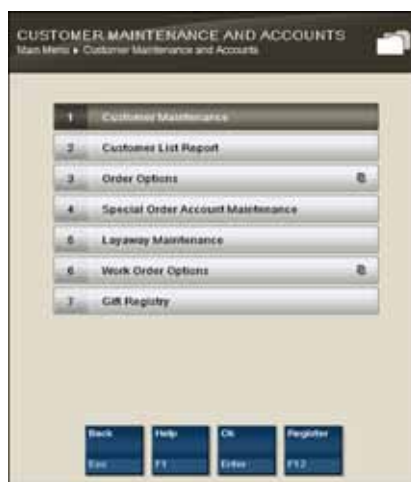 CUSTOMER MAINTENANCE AND ACCOUNTS
Main Menu ▸ Customer Maintenance and Accounts
1 Customer Maintenance
2 Customer List Report
3 Order Options
4 Special Order Account Maintenance
5 Layaway Maintenance
6 Work Order Options
7 Gift Registry
Back Help Ok Register
Esc F1 Enter F12